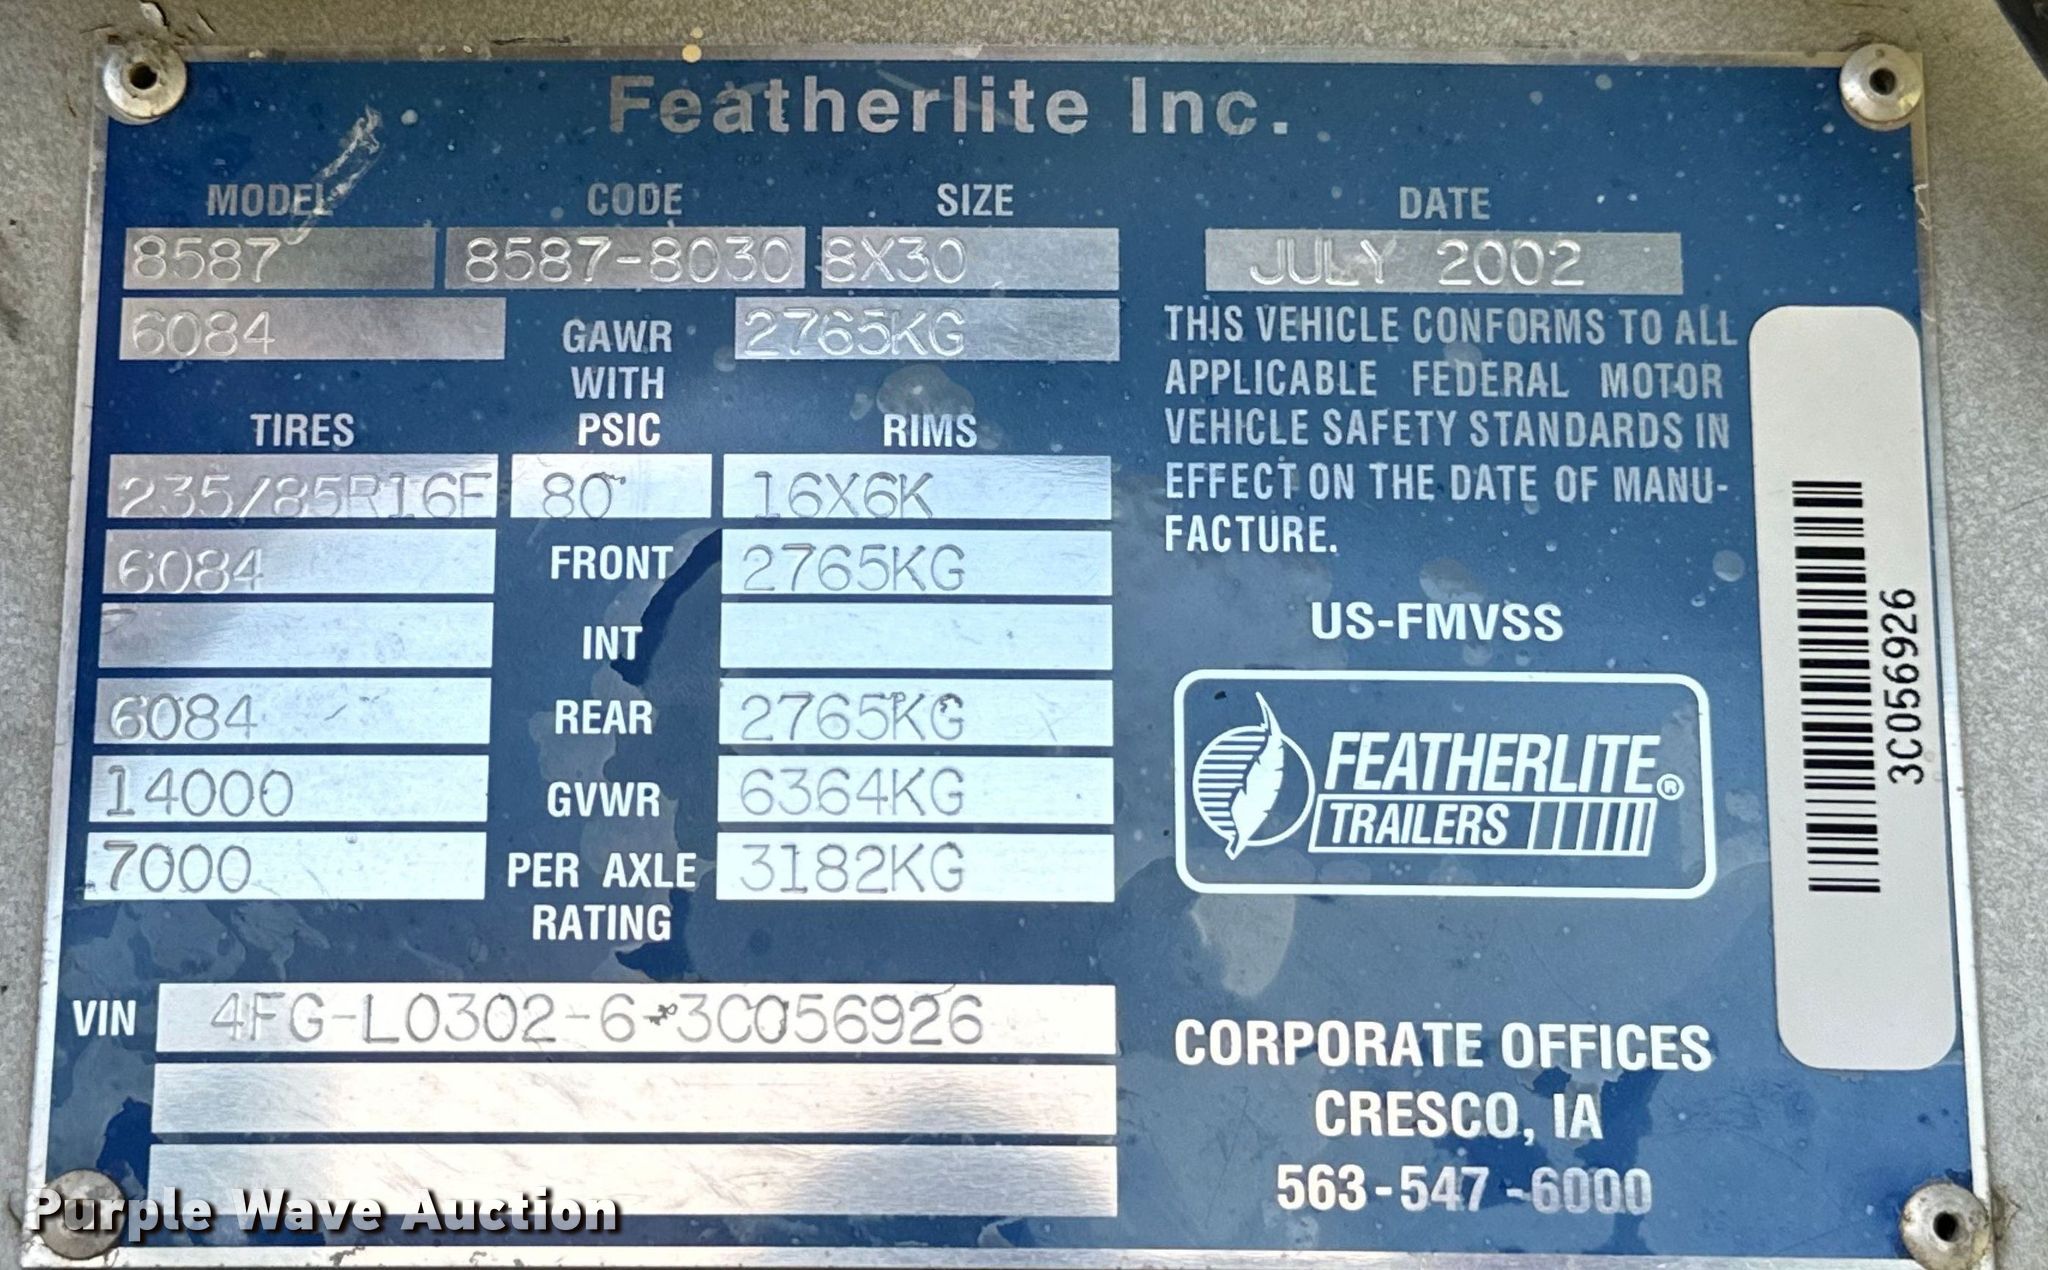 Featherlite Inc.
MODEL CODE SIZE DATE
8587 8587-8030 8X30 JULY 2002
6084 GAWR 2765KG
WITH
TIRES PSIC RIMS
235/85R16F 80 16X6K
6084 FRONT 2765KG
INT
6084 REAR 2765KG
14000 GVWR 6364KG
7000 PER AXLE 3182KG
RATING
VIN 4FG-L0302-6-3C056926
THIS VEHICLE CONFORMS TO ALL
APPLICABLE FEDERAL MOTOR
VEHICLE SAFETY STANDARDS IN
EFFECT ON THE DATE OF MANU-
FACTURE.
US-FMVSS
FEATHERLITE®
TRAILERS
CORPORATE OFFICES
CRESCO, IA
563-547-6000
3C056926
Purple Wave Auction